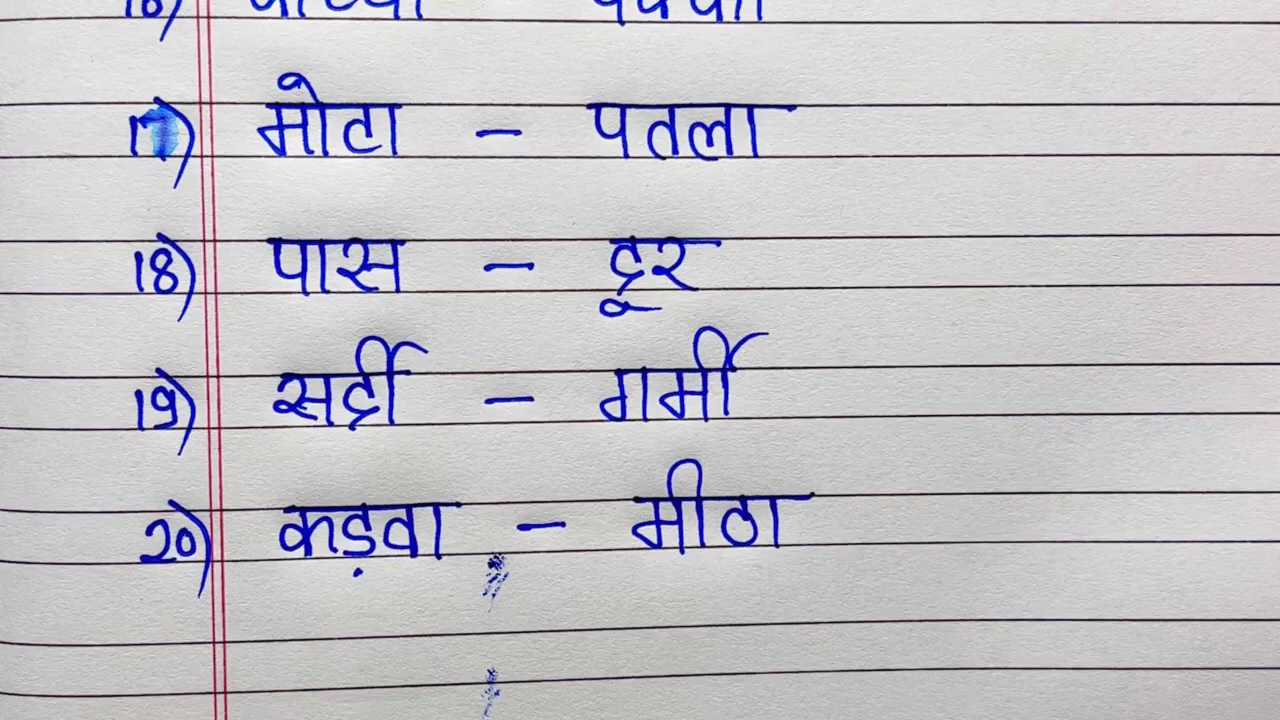 17) मोटा - पतला
18) पास - दूर
19) सर्दी - गर्मी
20) कड़वा - मीठा